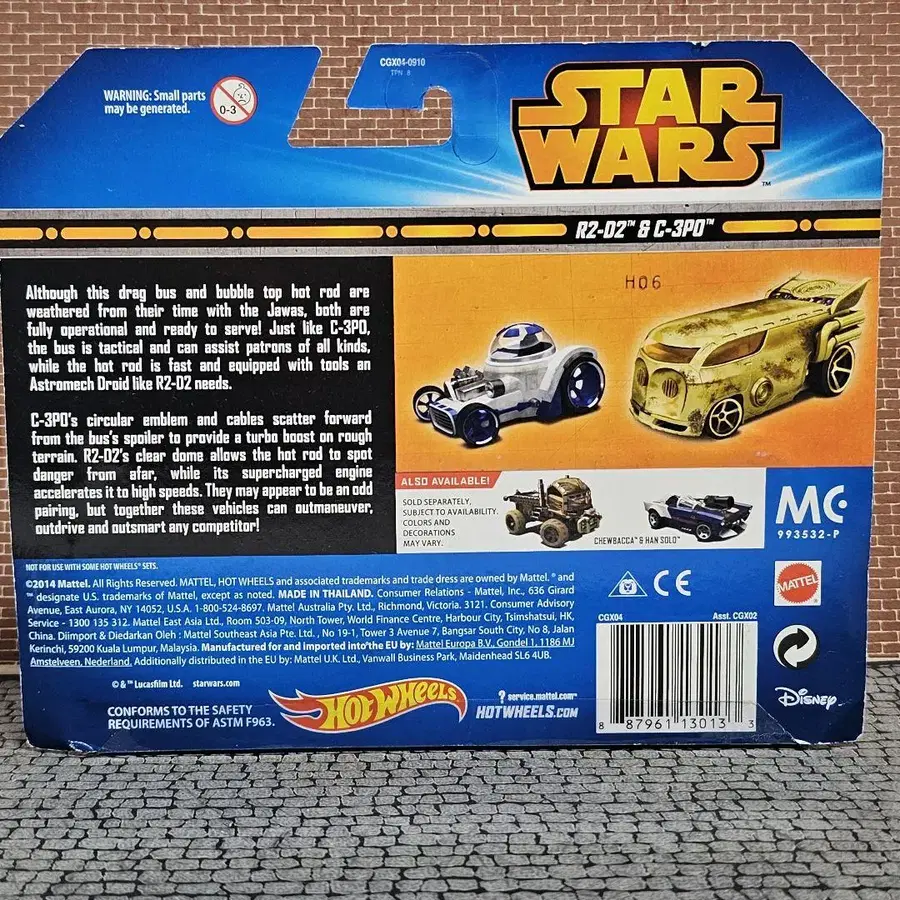 CGX04-0910
TPN 8
WARNING: Small parts
may be generated.
0-3
STAR
WARS™
R2-D2™ & C-3PO™
Although this drag bus and bubble top hot rod are
weathered from their time with the Jawas, both are
fully operational and ready to serve! Just like C-3PO,
the bus is tactical and can assist patrons of all kinds,
while the hot rod is fast and equipped with tools an
Astromech Droid like R2-D2 needs.
C-3PO's circular emblem and cables scatter forward
from the bus's spoiler to provide a turbo boost on rough
terrain. R2-D2's clear dome allows the hot rod to spot
danger from afar, while its supercharged engine
accelerates it to high speeds. They may appear to be an odd
pairing, but together these vehicles can outmaneuver,
outdrive and outsmart any competitor!
H06
ALSO AVAILABLE!
SOLD SEPARATELY,
SUBJECT TO AVAILABILITY.
COLORS AND
DECORATIONS
MAY VARY.
CHEWBACCA™ & HAN SOLO™
MC
993532-P
NOT FOR USE WITH SOME HOT WHEELS® SETS.
©2014 Mattel. All Rights Reserved. MATTEL, HOT WHEELS and associated trademarks and trade dress are owned by Mattel. ® and
™ designate U.S. trademarks of Mattel, except as noted. MADE IN THAILAND. Consumer Relations - Mattel, Inc., 636 Girard
Avenue, East Aurora, NY 14052, U.S.A. 1-800-524-8697. Mattel Australia Pty. Ltd., Richmond, Victoria. 3121. Consumer Advisory
Service - 1300 135 312. Mattel East Asia Ltd., Room 503-09, North Tower, World Finance Centre, Harbour City, Tsimshatsui, HK,
China. Diimport & Diedarkan Oleh : Mattel Southeast Asia Pte. Ltd. , No 19-1, Tower 3 Avenue 7, Bangsar South City, No 8, Jalan
Kerinchi, 59200 Kuala Lumpur, Malaysia. Manufactured for and imported into the EU by: Mattel Europa B.V., Gondel 1, 1186 MJ
Amstelveen, Nederland. Additionally distributed in the EU by: Mattel U.K. Ltd., Vanwall Business Park, Maidenhead SL6 4UB.
MATTEL®
CE
CGX04 Asst. CGX02
8 87961 13013 3
© & ™ Lucasfilm Ltd. starwars.com
CONFORMS TO THE SAFETY
REQUIREMENTS OF ASTM F963.
HOT WHEELS
? service.mattel.com™
HOTWHEELS.COM
Disney